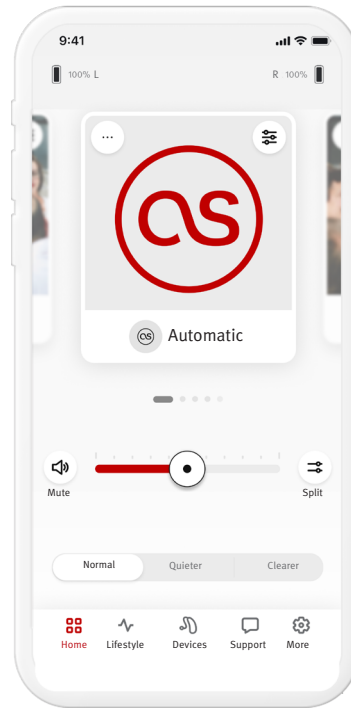 9:41
100% L
R 100%
Automatic
Mute
Split
Normal Quieter Clearer
Home Lifestyle Devices Support More